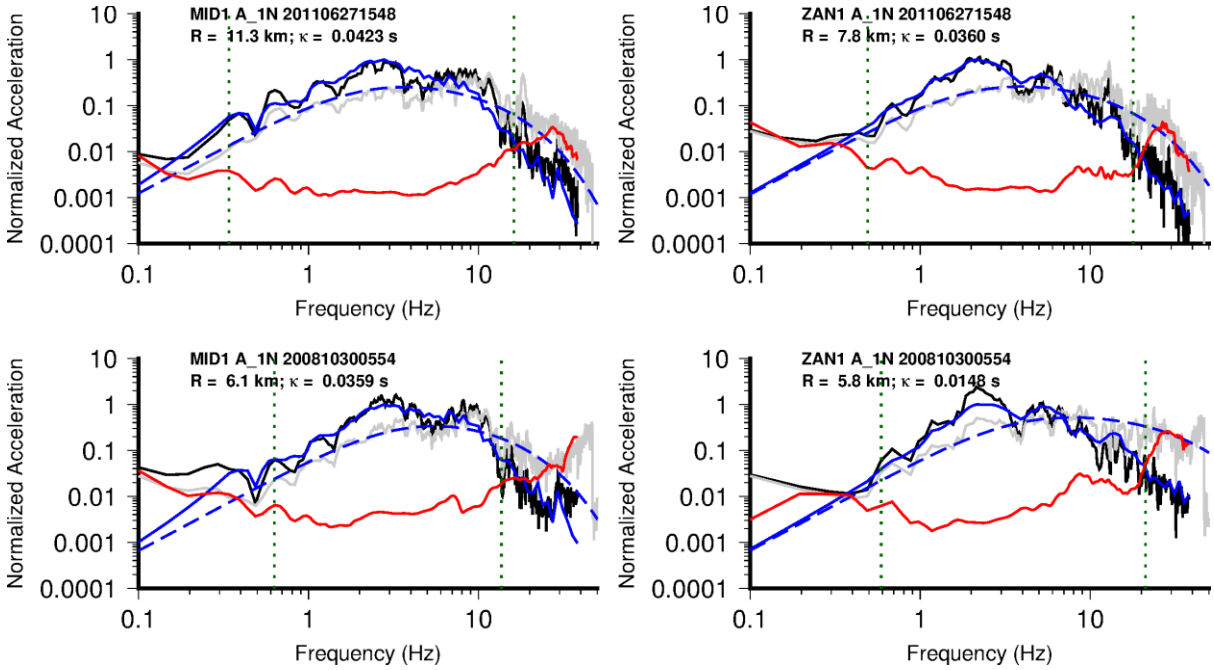 MID1 A_1N 201106271548
R = 11.3 km; κ = 0.0423 s
Normalized Acceleration
10
1
0.1
0.01
0.001
0.0001
0.1
1
10
Frequency (Hz)
ZAN1 A_1N 201106271548
R = 7.8 km; κ = 0.0360 s
Normalized Acceleration
10
1
0.1
0.01
0.001
0.0001
0.1
1
10
Frequency (Hz)
MID1 A_1N 200810300554
R = 6.1 km; κ = 0.0359 s
Normalized Acceleration
10
1
0.1
0.01
0.001
0.0001
0.1
1
10
Frequency (Hz)
ZAN1 A_1N 200810300554
R = 5.8 km; κ = 0.0148 s
Normalized Acceleration
10
1
0.1
0.01
0.001
0.0001
0.1
1
10
Frequency (Hz)